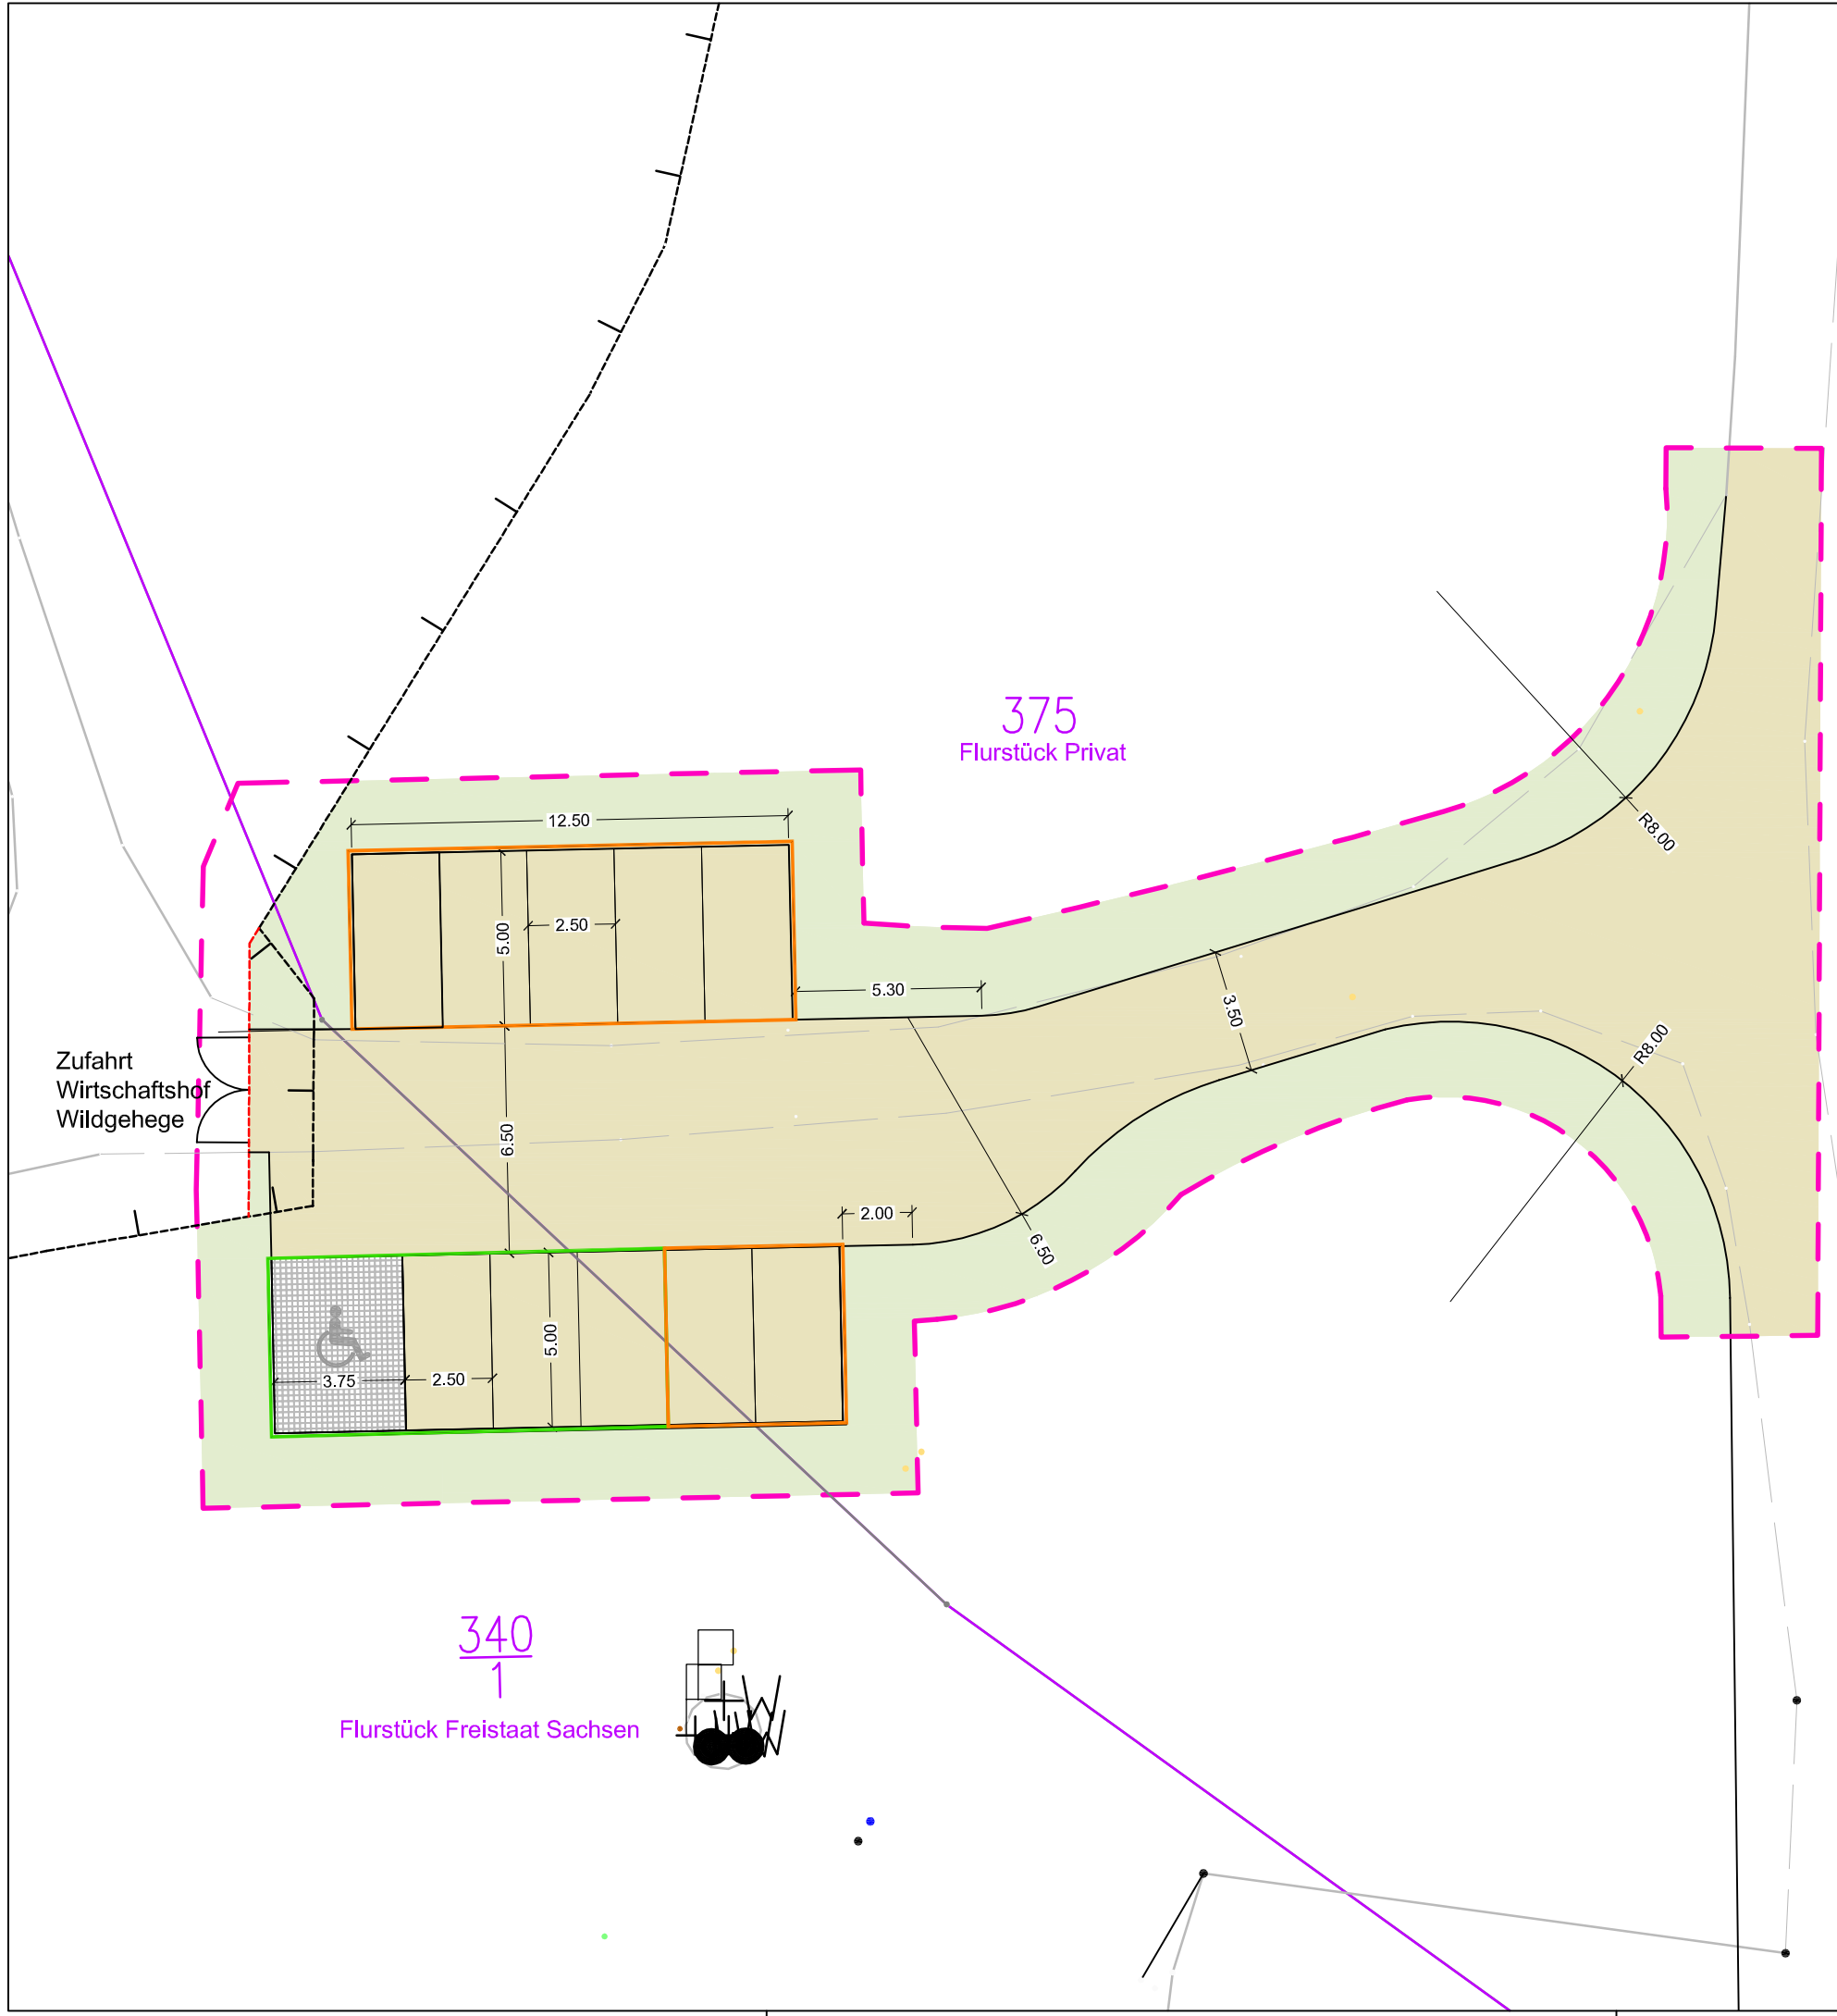 375
Flurstück Privat
12.50
R8.00
2.50
5.00
5.30
3.50
R8.00
Zufahrt
Wirtschaftshof
Wildgehege
6.50
2.00
6.50
5.00
3.75
2.50
340
1
Flurstück Freistaat Sachsen